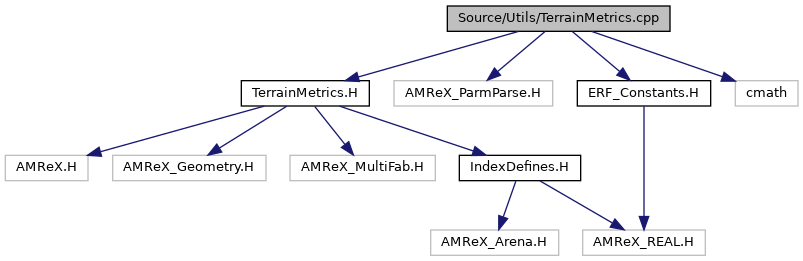 Source/Utils/TerrainMetrics.cpp
TerrainMetrics.H
AMReX_ParmParse.H
ERF_Constants.H
cmath
AMReX.H
AMReX_Geometry.H
AMReX_MultiFab.H
IndexDefines.H
AMReX_Arena.H
AMReX_REAL.H